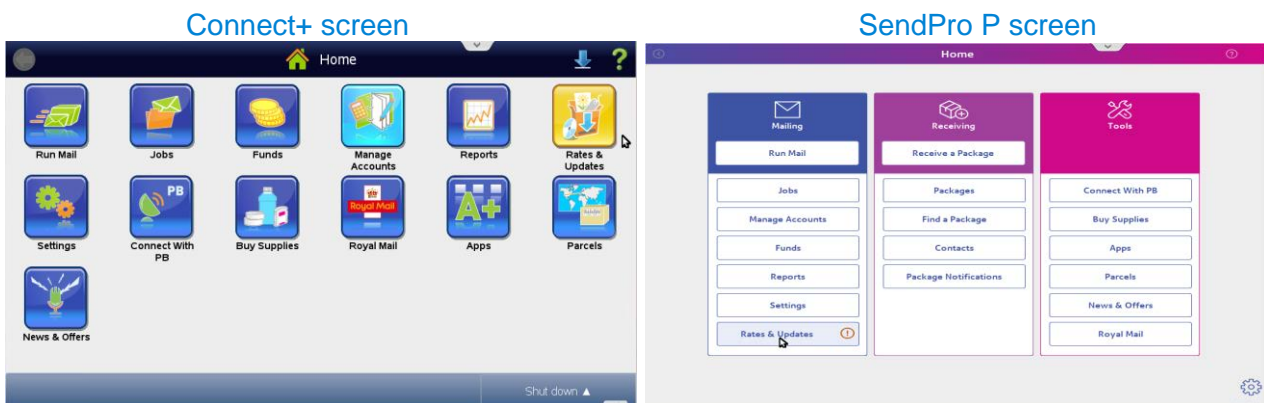 Connect+ screen
SendPro P screen
Home
?
Run Mail
Jobs
Funds
Manage
Accounts
Reports
Rates &
Updates
PB
Royal Mail
A+
Settings
Connect With
PB
Buy Supplies
Royal Mail
Apps
Parcels
News & Offers
Shut down ▲
Home
?
Mailing
Run Mail
Jobs
Manage Accounts
Funds
Reports
Settings
Rates & Updates
!
Receiving
Receive a Package
Packages
Find a Package
Contacts
Package Notifications
Tools
Connect With PB
Buy Supplies
Apps
Parcels
News & Offers
Royal Mail